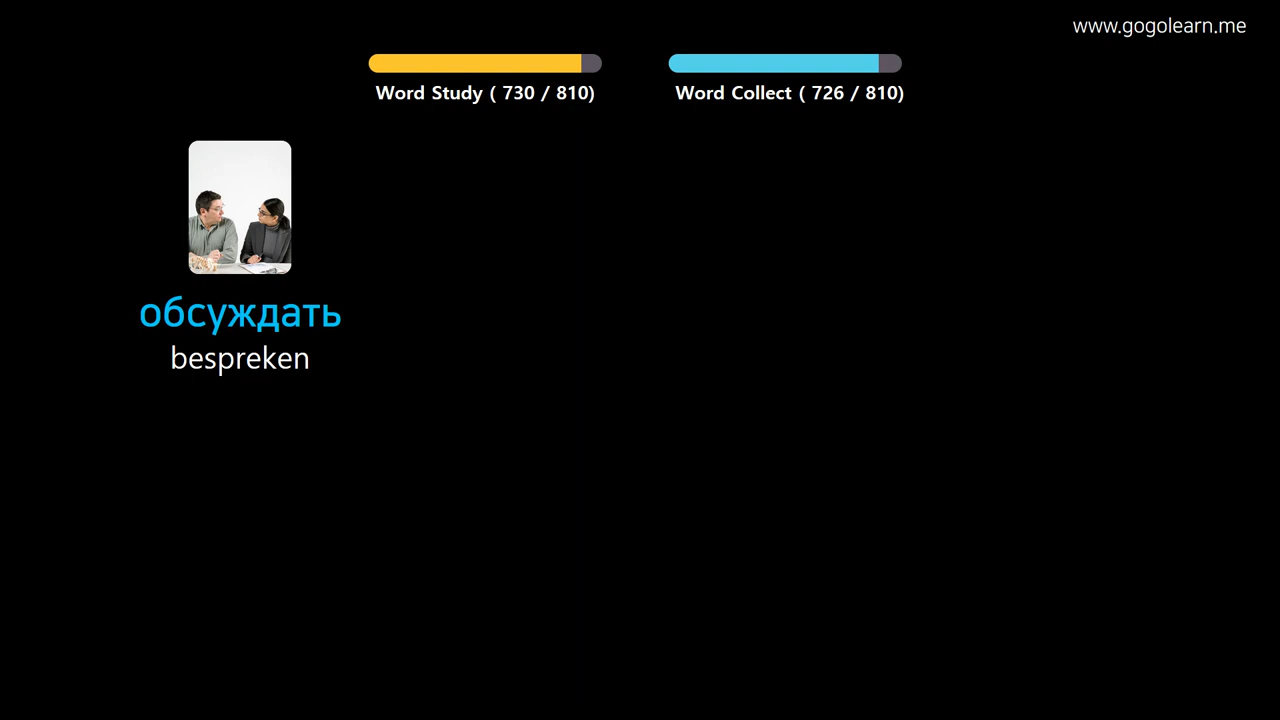 www.gogolearn.me
Word Study ( 730 / 810)
Word Collect ( 726 / 810)
обсуждать
bespreken